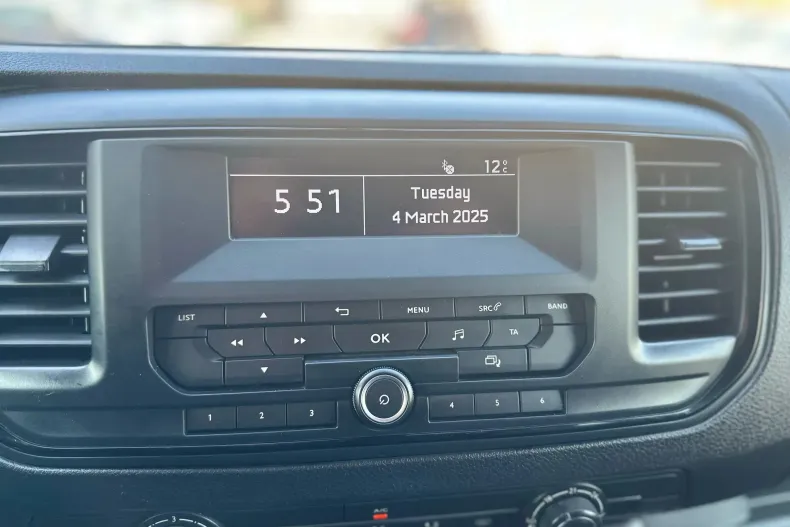 12°C
5 51
Tuesday
4 March 2025
LIST
MENU
SRC
BAND
OK
TA
1
2
3
4
5
6
3
A/C